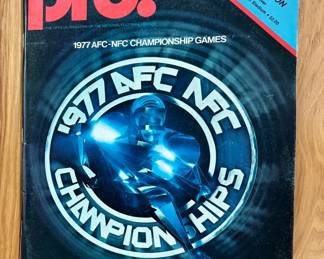 pro!
1977 AFC-NFC CHAMPIONSHIP GAMES
1977 AFC NFC
CHAMPIONSHIPS